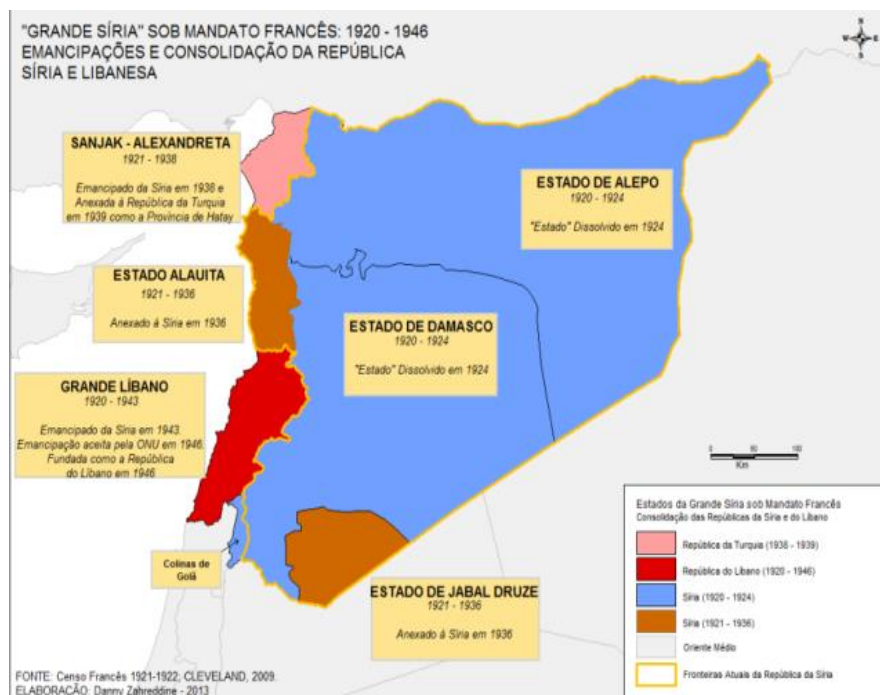 "GRANDE SÍRIA" SOB MANDATO FRANCÊS: 1920 - 1946
EMANCIPAÇÕES E CONSOLIDAÇÃO DA REPÚBLICA
SÍRIA E LIBANESA
N
W
E
S
SANJAK - ALEXANDRETA
1921 - 1938
Emancipado da Síria em 1938 e
Anexada à República da Turquia
em 1939 como a Província de Hatay
ESTADO DE ALEPO
1920 - 1924
"Estado" Dissolvido em 1924
ESTADO ALAUITA
1921 - 1936
Anexado á Síria em 1936
ESTADO DE DAMASCO
1920 - 1924
"Estado" Dissolvido em 1924
GRANDE LÍBANO
1920 - 1943
Emancipado da Síria em 1943.
Emancipação aceita pela ONU em 1946.
Fundada como a República
do Líbano em 1946
Colinas de
Golã
ESTADO DE JABAL DRUZE
1921 - 1936
Anexado à Síria em 1936
0 50 100
Km
Estados da Grande Síria sob Mandato Francês
Consolidação das Repúblicas da Síria e do Líbano
República da Turquia (1938 - 1939)
República do Líbano (1920 - 1946)
Síria (1920 - 1924)
Síria (1921 - 1936)
Oriente Médio
Fronteiras Atuais da República da Síria
FONTE: Censo Francês 1921-1922; CLEVELAND, 2009.
ELABORAÇÃO: Danny Zahreddine - 2013